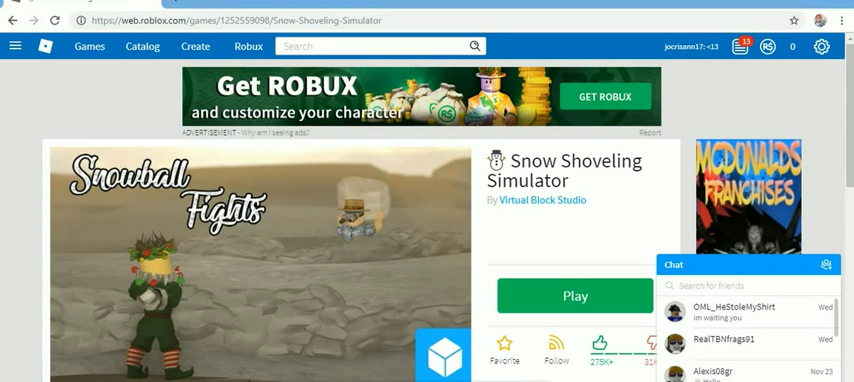 https://web.roblox.com/games/1252559098/Snow-Shoveling-Simulator
Games
Catalog
Create
Robux
Search
jocrisann17: <13
13
R$
0
Get ROBUX
and customize your character
GET ROBUX
ADVERTISEMENT - Why am I seeing ads?
Report
Snowball
Fights
Snow Shoveling
Simulator
By Virtual Block Studio
MCDONALDS
FRANCHISES
Play
Favorite
Follow
275K+
31K
Chat
Search for friends
OML_HeStoleMyShirt
Wed
im waiting you
RealTBNfrags91
Wed
Alexis08gr
Nov 23
Hello